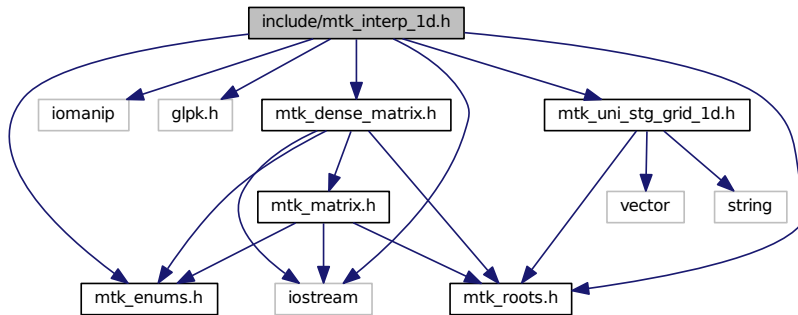 include/mtk_interp_1d.h
iomanip
glpk.h
mtk_dense_matrix.h
mtk_uni_stg_grid_1d.h
mtk_matrix.h
vector
string
mtk_enums.h
iostream
mtk_roots.h